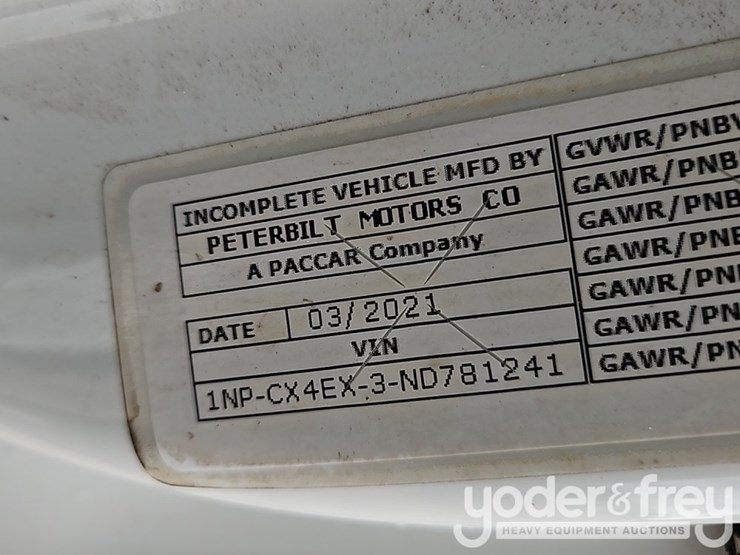 INCOMPLETE VEHICLE MFD BY
PETERBILT MOTORS CO
A PACCAR Company
DATE 03/2021
VIN
1NP-CX4EX-3-ND781241
GVWR/PNBV
GAWR/PNB
GAWR/PNB
GAWR/PNB
GAWR/PN
GAWR/PN
GAWR/PN
yoder&frey
HEAVY EQUIPMENT AUCTIONS